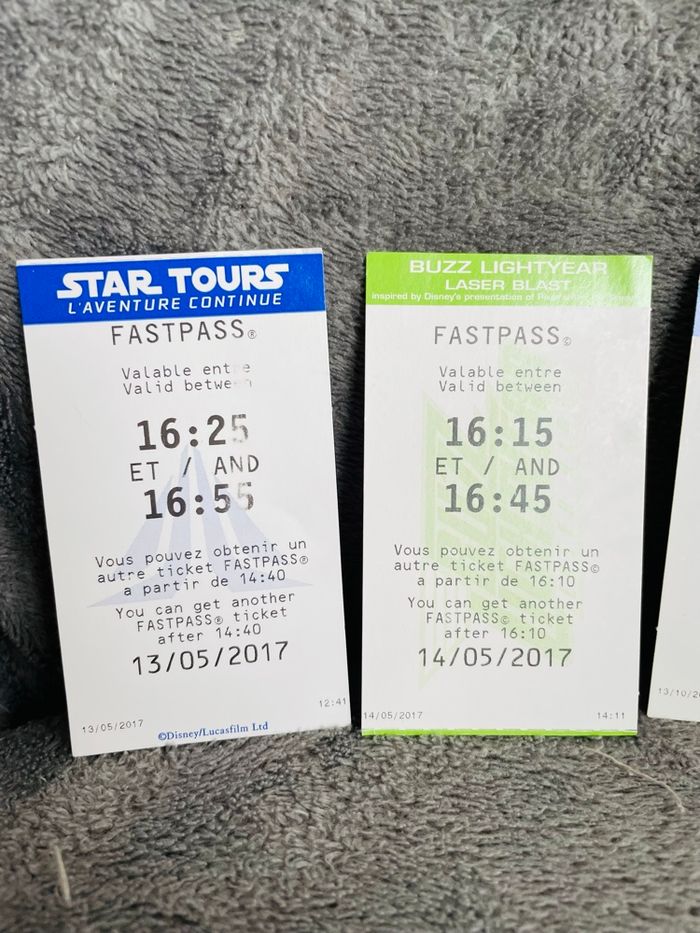 STAR TOURS
L'AVENTURE CONTINUE
FASTPASS®
Valable entre
Valid between
16:25
ET / AND
16:55
Vous pouvez obtenir un
autre ticket FASTPASS®
a partir de 14:40
You can get another
FASTPASS® ticket
after 14:40
13/05/2017
12:41
13/05/2017
©Disney/Lucasfilm Ltd
BUZZ LIGHTYEAR
LASER BLAST
inspired by Disney's presentation of
FASTPASS©
Valable entre
Valid between
16:15
ET / AND
16:45
Vous pouvez obtenir un
autre ticket FASTPASS©
a partir de 16:10
You can get another
FASTPASS© ticket
after 16:10
14/05/2017
14/05/2017
14:11
13/10/20